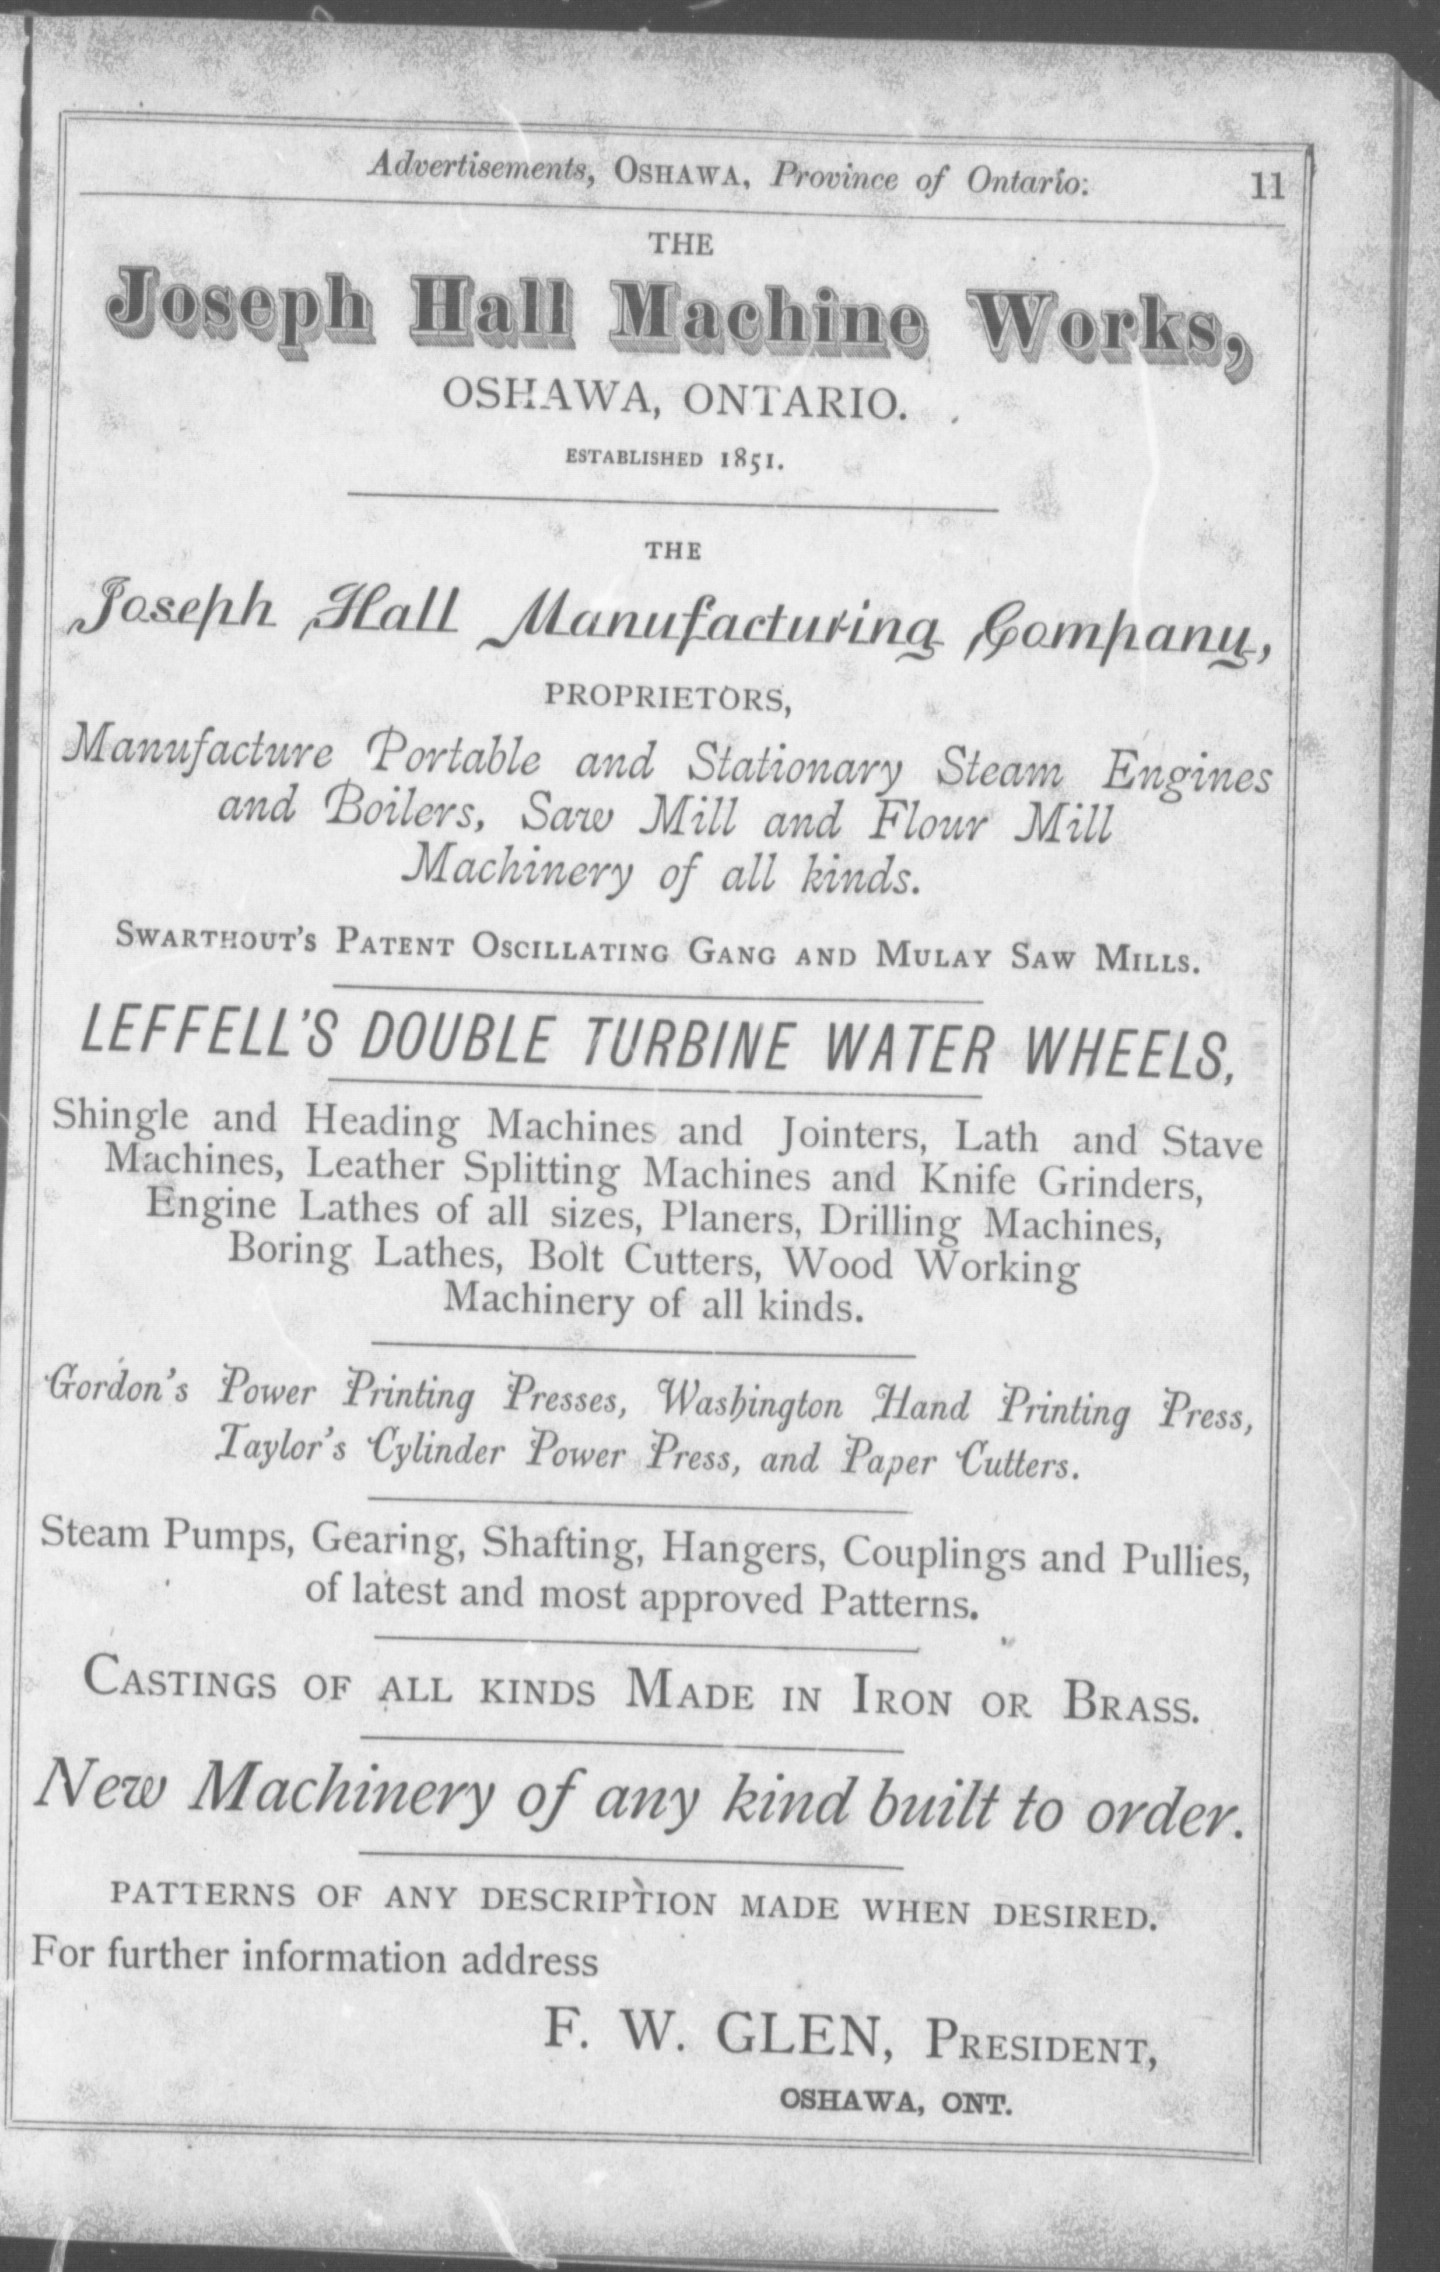 Advertisements, OSHAWA, Province of Ontario. 11
THE
Joseph Hall Machine Works,
OSHAWA, ONTARIO.
ESTABLISHED 1851.
THE
Joseph Hall Manufacturing Company,
PROPRIETORS,
Manufacture Portable and Stationary Steam Engines
and Boilers, Saw Mill and Flour Mill
Machinery of all kinds.
SWARTHOUT'S PATENT OSCILLATING GANG AND MULAY SAW MILLS.
LEFFELL'S DOUBLE TURBINE WATER WHEELS,
Shingle and Heading Machines and Jointers, Lath and Stave
Machines, Leather Splitting Machines and Knife Grinders,
Engine Lathes of all sizes, Planers, Drilling Machines,
Boring Lathes, Bolt Cutters, Wood Working
Machinery of all kinds.
Gordon's Power Printing Presses, Washington Hand Printing Press,
Taylor's Cylinder Power Press, and Paper Cutters.
Steam Pumps, Gearing, Shafting, Hangers, Couplings and Pullies,
of latest and most approved Patterns.
CASTINGS OF ALL KINDS MADE IN IRON OR BRASS.
New Machinery of any kind built to order.
PATTERNS OF ANY DESCRIPTION MADE WHEN DESIRED.
For further information address
F. W. GLEN, PRESIDENT,
OSHAWA, ONT.